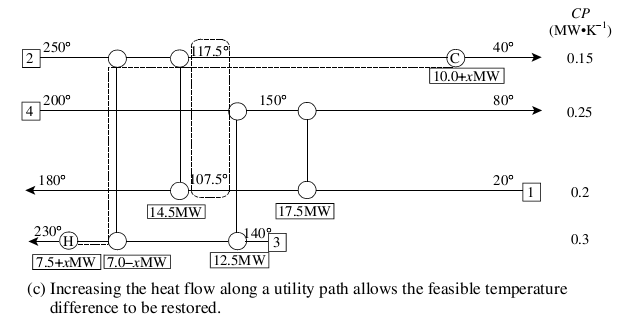 CP
(MW•K⁻¹)
2 250° 117.5° C 40° 0.15
10.0+xMW
4 200° 150° 80° 0.25
180° 107.5° 20° 1 0.2
14.5MW 17.5MW
230° H 140° 3 0.3
7.5+xMW 7.0–xMW 12.5MW
(c) Increasing the heat flow along a utility path allows the feasible temperature
difference to be restored.